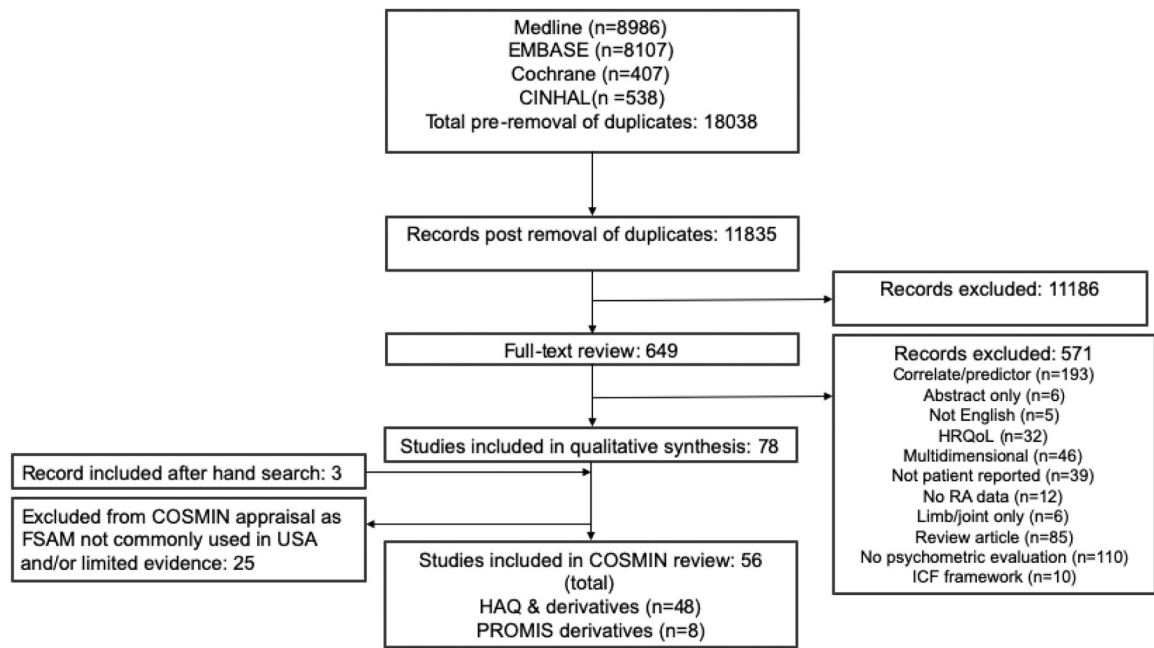 Medline (n=8986)
EMBASE (n=8107)
Cochrane (n=407)
CINHAL(n =538)
Total pre-removal of duplicates: 18038
Records post removal of duplicates: 11835
Records excluded: 11186
Full-text review: 649
Records excluded: 571
Correlate/predictor (n=193)
Abstract only (n=6)
Not English (n=5)
HRQoL (n=32)
Multidimensional (n=46)
Not patient reported (n=39)
No RA data (n=12)
Limb/joint only (n=6)
Review article (n=85)
No psychometric evaluation (n=110)
ICF framework (n=10)
Studies included in qualitative synthesis: 78
Record included after hand search: 3
Excluded from COSMIN appraisal as
FSAM not commonly used in USA
and/or limited evidence: 25
Studies included in COSMIN review: 56
(total)
HAQ & derivatives (n=48)
PROMIS derivatives (n=8)